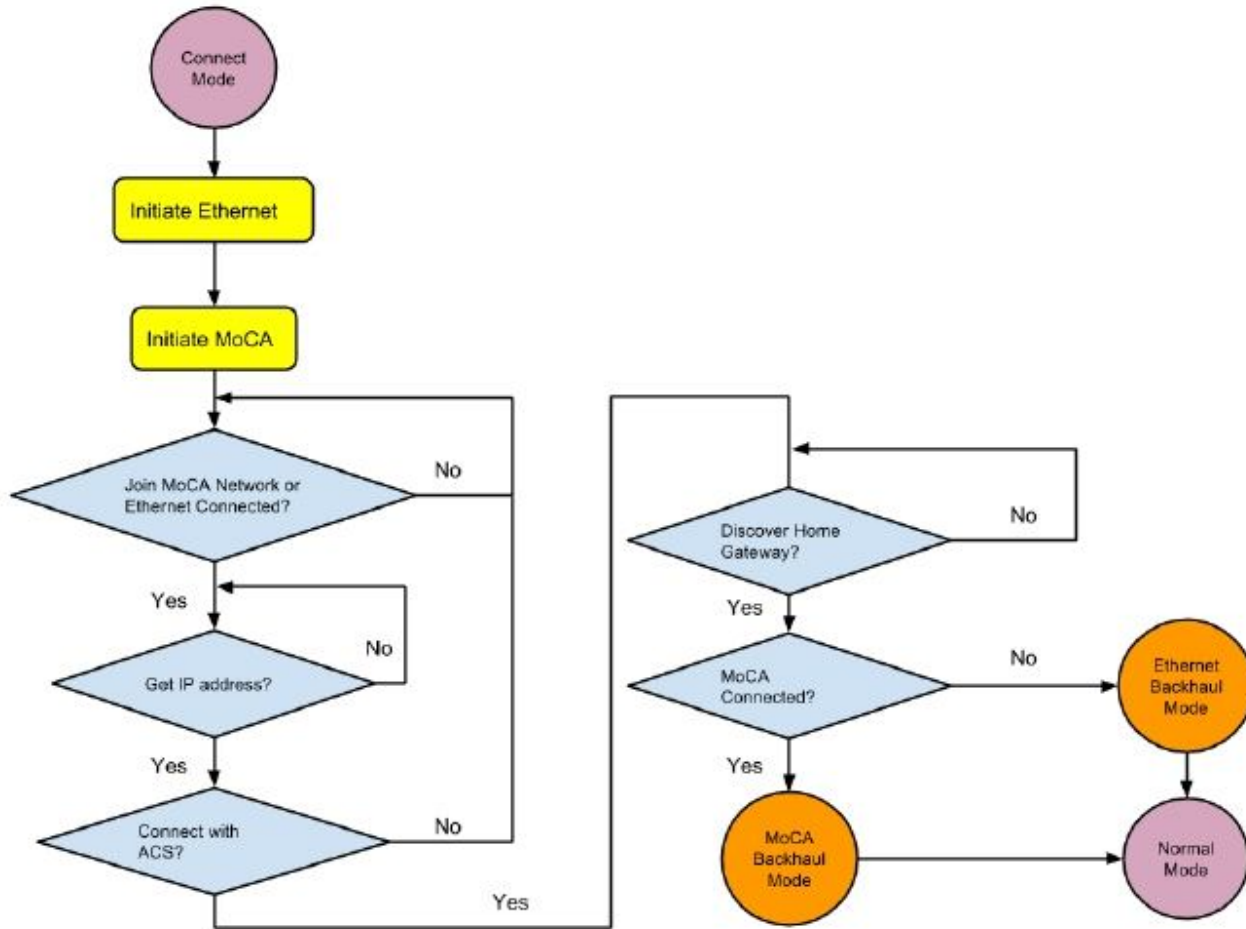 Connect
Mode
Initiate Ethernet
Initiate MoCA
Join MoCA Network or
Ethernet Connected?
No
Yes
Get IP address?
No
Yes
Connect with
ACS?
No
Yes
Discover Home
Gateway?
No
Yes
MoCA
Connected?
No
Yes
Ethernet
Backhaul
Mode
MoCA
Backhaul
Mode
Normal
Mode